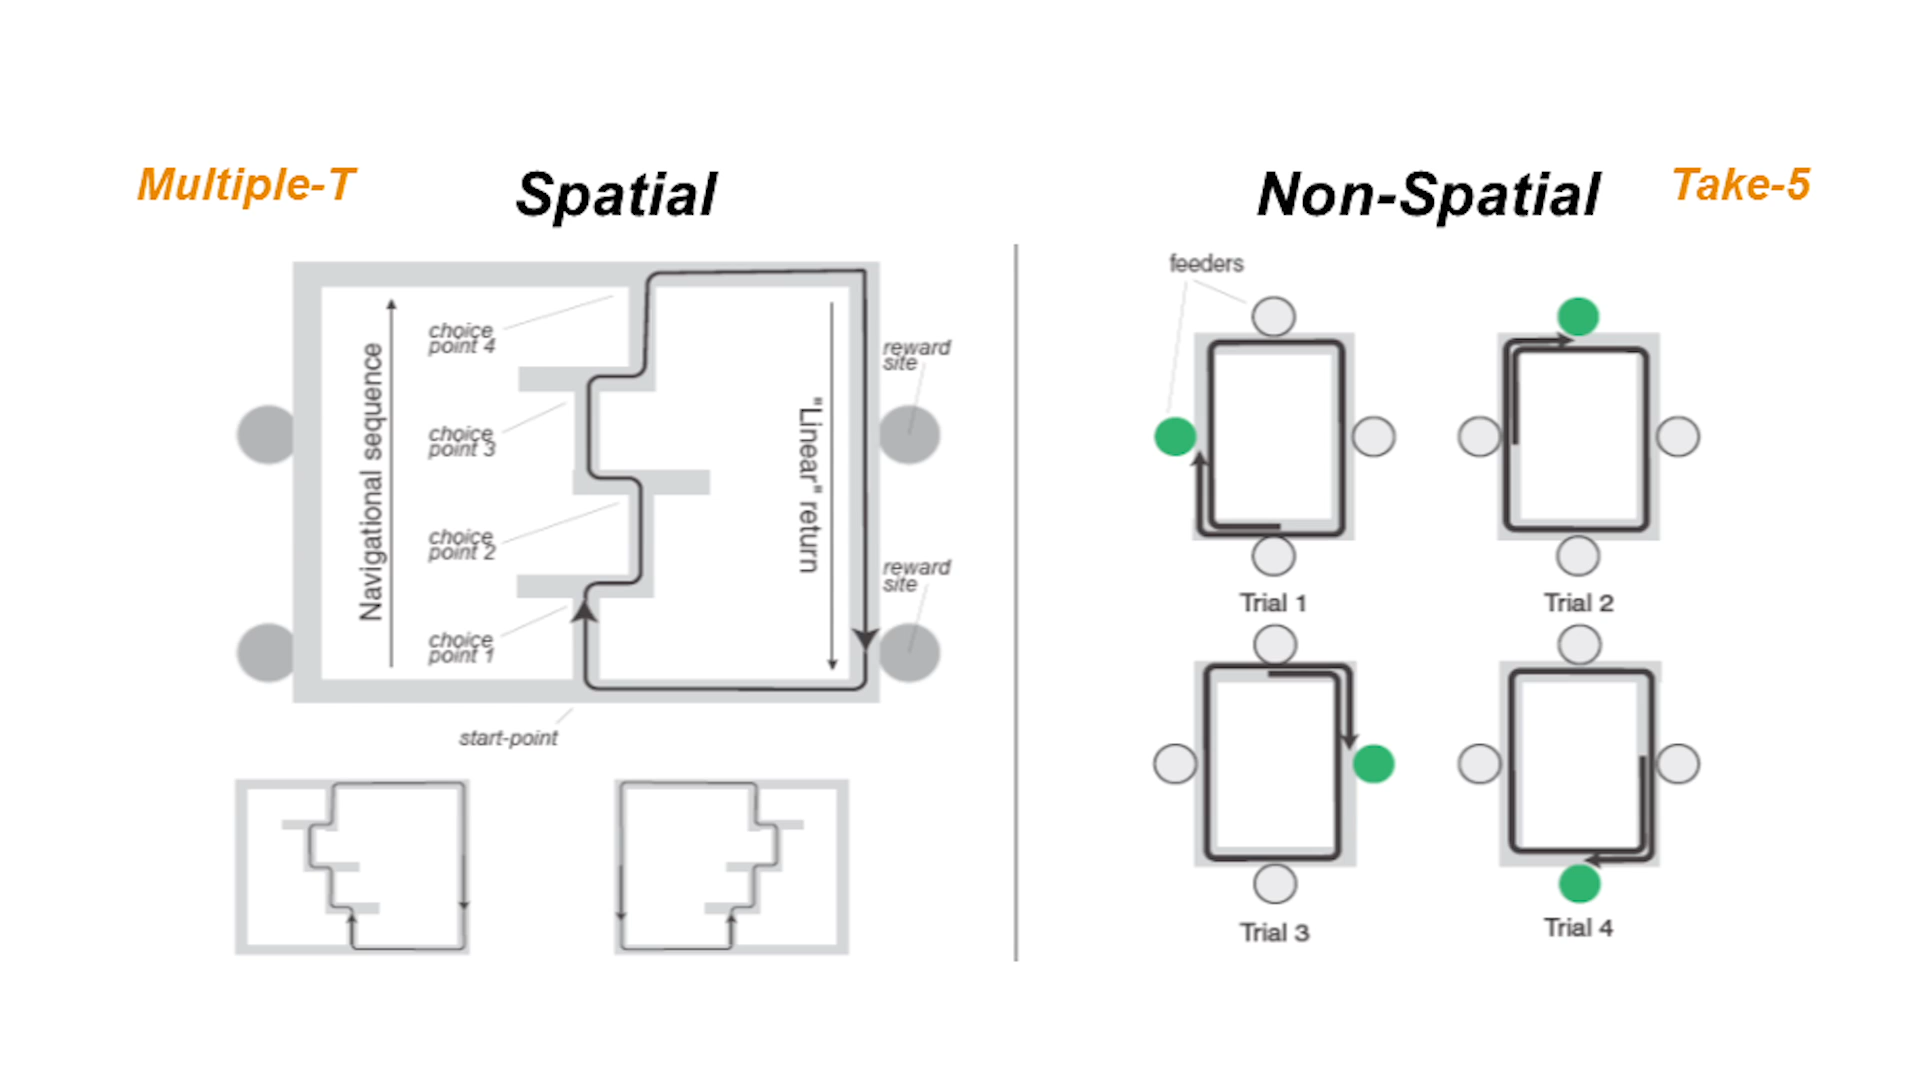 Multiple-T
Spatial
Non-Spatial
Take-5
Navigational sequence
choice
point 4
choice
point 3
choice
point 2
choice
point 1
"Linear" return
reward
site
reward
site
start-point
feeders
Trial 1
Trial 2
Trial 3
Trial 4